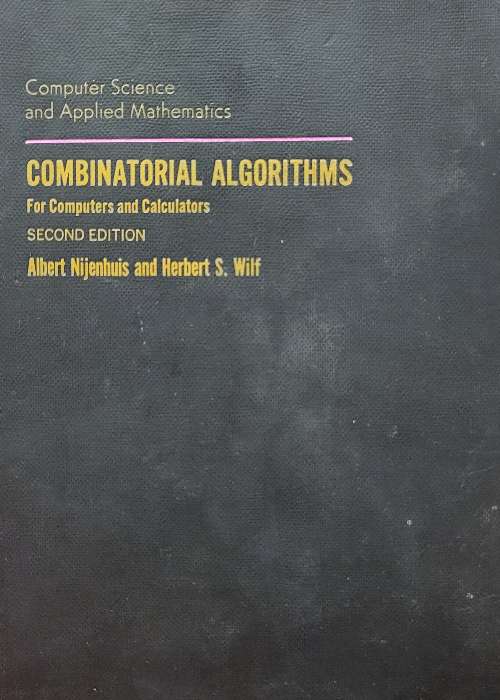 Computer Science
and Applied Mathematics
COMBINATORIAL ALGORITHMS
For Computers and Calculators
SECOND EDITION
Albert Nijenhuis and Herbert S. Wilf